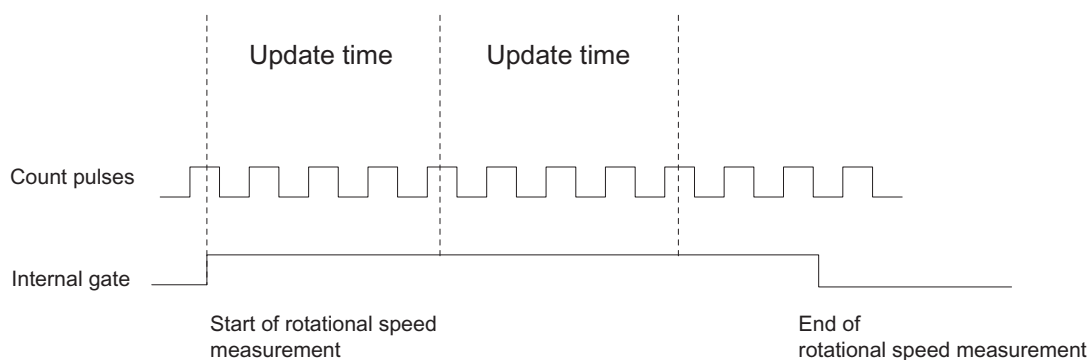 Update time
Update time
Count pulses
Internal gate
Start of rotational speed
measurement
End of
rotational speed measurement